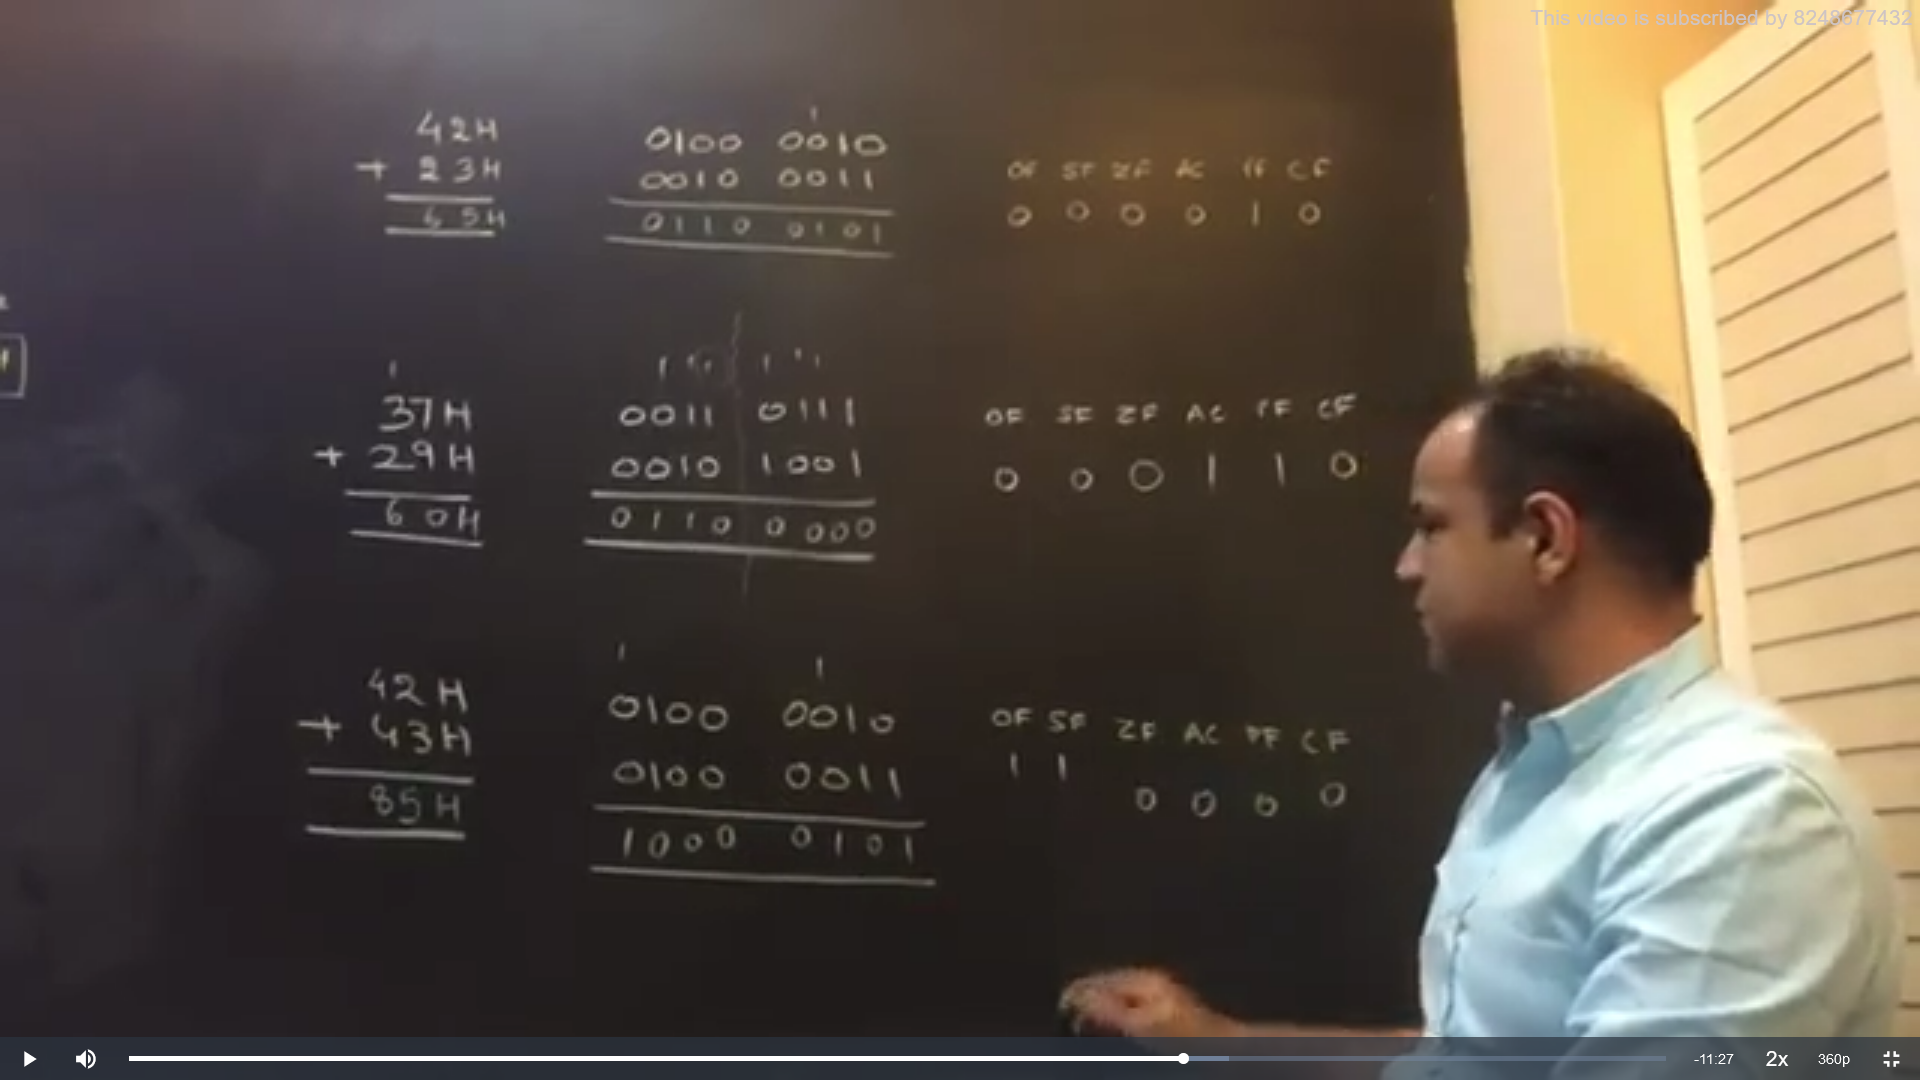 This video is subscribed by 8248677432
1
42H 0100 0010
+ 23H 0010 0011 OF SF ZF AC PF CF
65H 0110 0101 0 0 0 0 1 0
1 1 1 1 1 1 1
37H 0011 0111 OF SF ZF AC PF CF
+ 29H 0010 1001 0 0 0 1 1 0
60H 0110 0000
1 1
42H 0100 0010 OF SF ZF AC PF CF
+ 43H 0100 0011 1 1 0 0 0 0
85H 1000 0101
-11:27 2x 360p